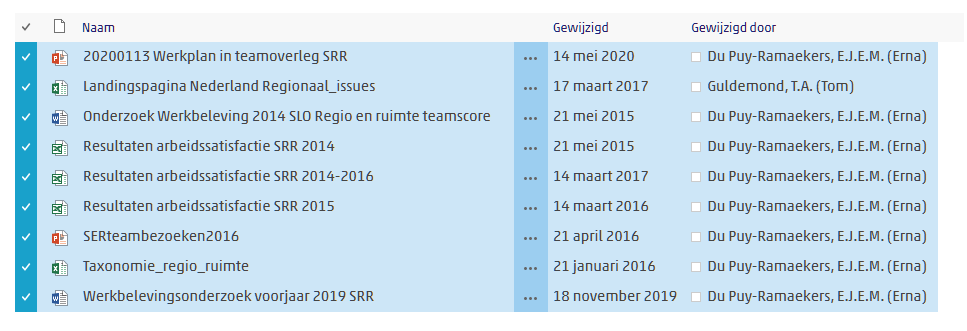 Naam Gewijzigd Gewijzigd door
20200113 Werkplan in teamoverleg SRR ... 14 mei 2020 Du Puy-Ramaekers, E.J.E.M. (Erna)
Landingspagina Nederland Regionaal_issues ... 17 maart 2017 Guldemond, T.A. (Tom)
Onderzoek Werkbeleving 2014 SLO Regio en ruimte teamscore ... 21 mei 2015 Du Puy-Ramaekers, E.J.E.M. (Erna)
Resultaten arbeidssatisfactie SRR 2014 ... 21 mei 2015 Du Puy-Ramaekers, E.J.E.M. (Erna)
Resultaten arbeidssatisfactie SRR 2014-2016 ... 14 maart 2017 Du Puy-Ramaekers, E.J.E.M. (Erna)
Resultaten arbeidssatisfactie SRR 2015 ... 14 maart 2016 Du Puy-Ramaekers, E.J.E.M. (Erna)
SERteambezoeken2016 ... 21 april 2016 Du Puy-Ramaekers, E.J.E.M. (Erna)
Taxonomie_regio_ruimte ... 21 januari 2016 Du Puy-Ramaekers, E.J.E.M. (Erna)
Werkbelevingsonderzoek voorjaar 2019 SRR ... 18 november 2019 Du Puy-Ramaekers, E.J.E.M. (Erna)